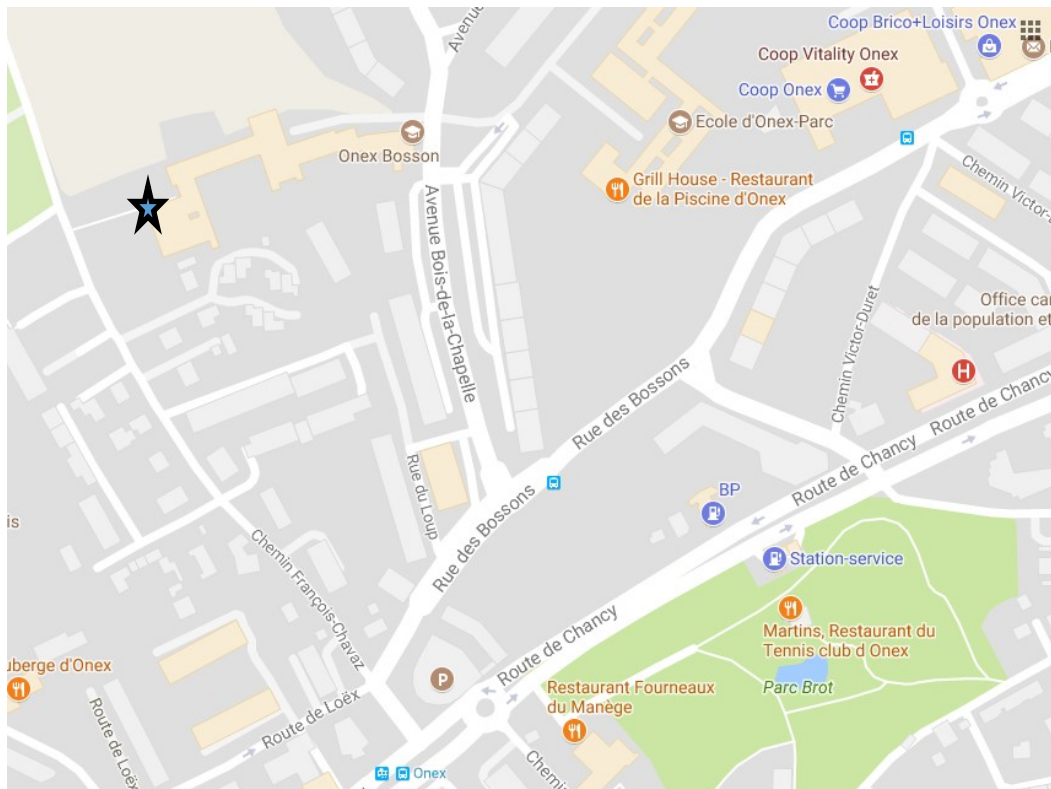 Coop Brico+Loisirs Onex
Avenue
Coop Vitality Onex
Coop Onex
Ecole d'Onex-Parc
Onex Bosson
Chemin Victor-D
Grill House - Restaurant
de la Piscine d'Onex
Avenue Bois-de-la-Chapelle
Office ca
de la population et
Chemin Victor-Duret
H
Rue des Bossons
Route de Chancy
Route de Chancy
Rue du Loup
BP
Rue des Bossons
is
Station-service
Chemin François-Chavaz
Martins, Restaurant du
Tennis club d Onex
Route de Chancy
uberge d'Onex
P
Parc Brot
Restaurant Fourneaux
du Manège
Route de Loëx
Route de Loëx
Onex
Chemin